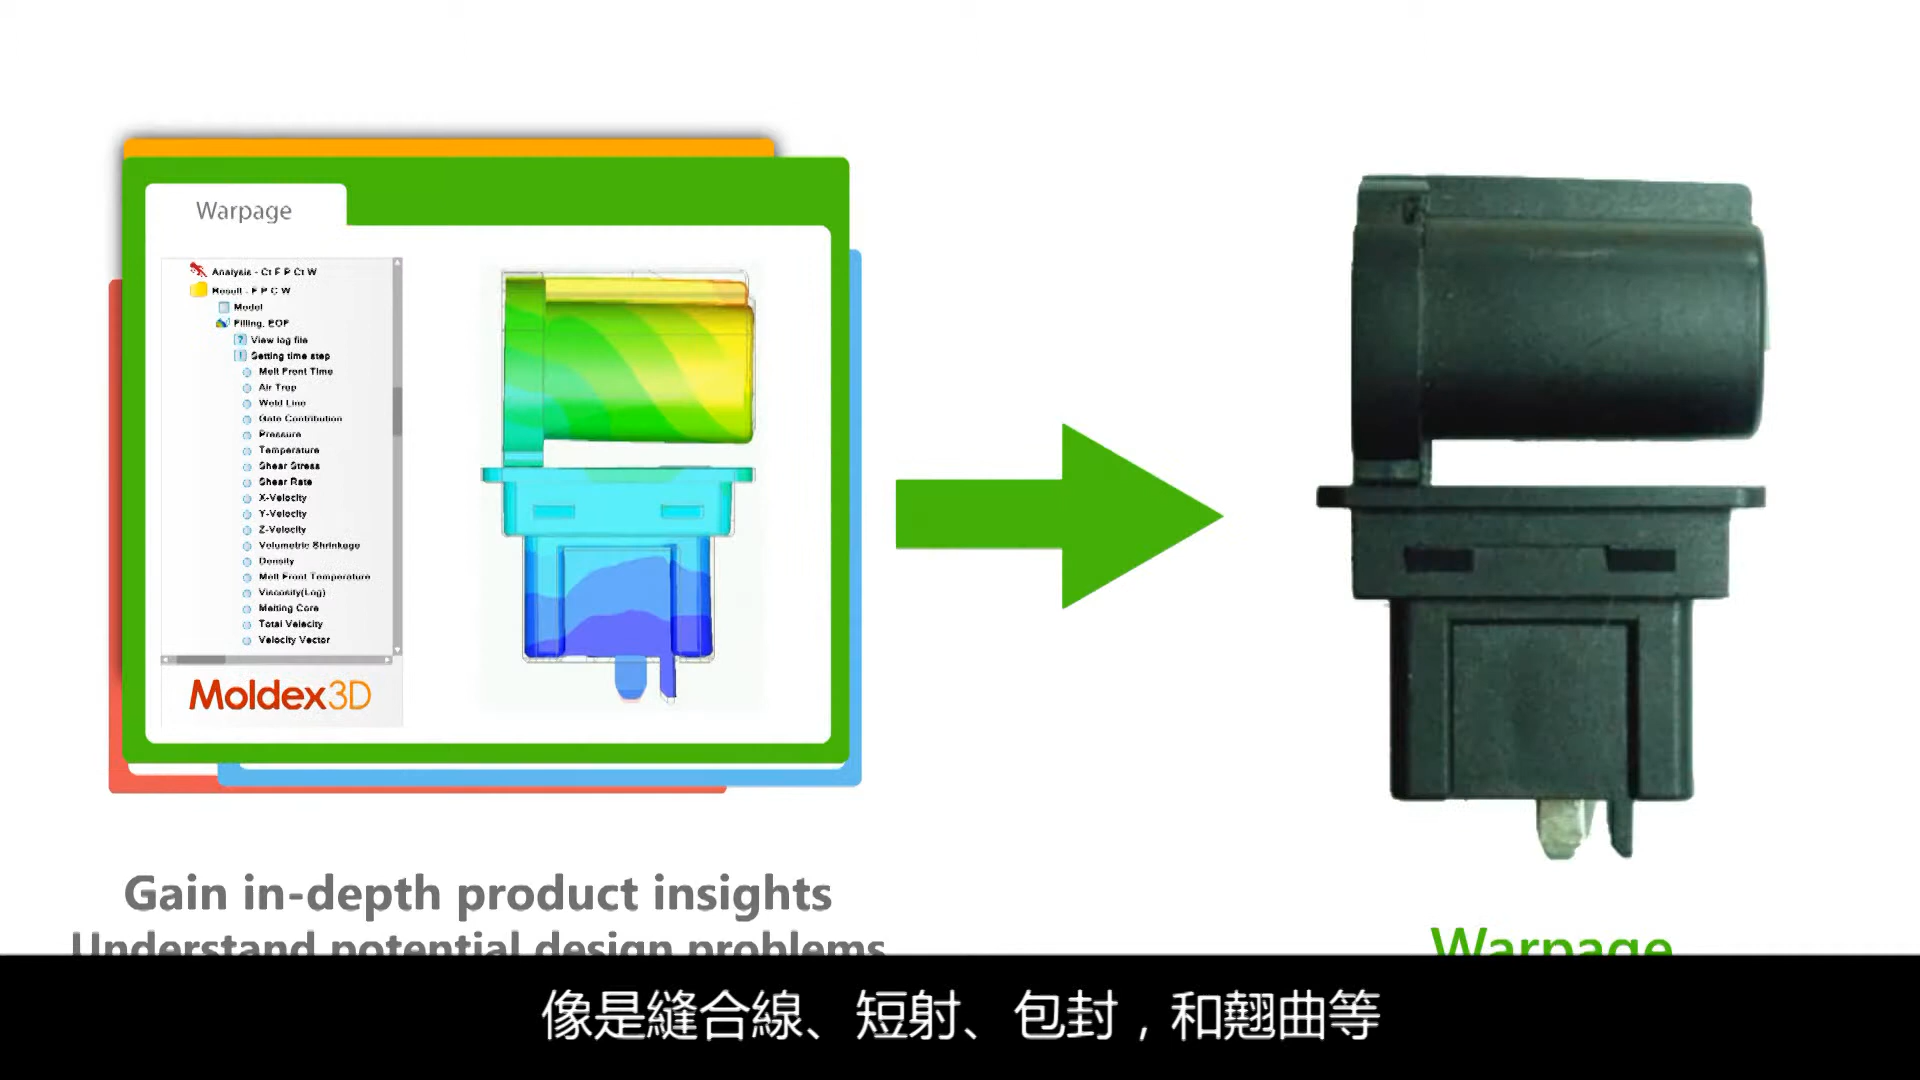 Warpage
Analysis - Ct F P Ct W
Result - F P C W
Model
Filling, EOF
View log file
Setting time step
Melt Front Time
Air Trap
Weld Line
Gate Contribution
Pressure
Temperature
Shear Stress
Shear Rate
X-Velocity
Y-Velocity
Z-Velocity
Volumetric Shrinkage
Density
Melt Front Temperature
Viscosity(Log)
Melting Core
Total Velocity
Velocity Vector
Moldex3D
Gain in-depth product insights
Understand potential design problems
Warpage
像是縫合線、短射、包封，和翹曲等